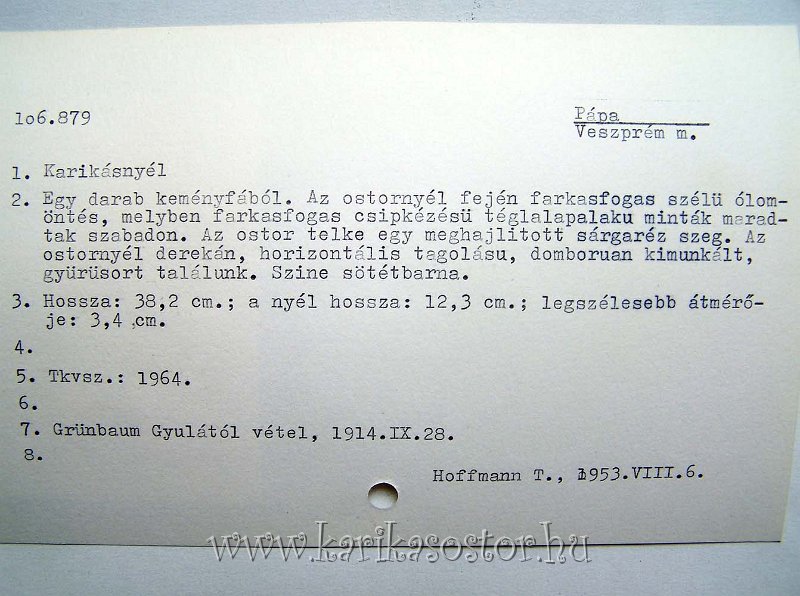 lo6.879
Pápa
Veszprém m.
1. Karikásnyél
2. Egy darab keményfából. Az ostornyél fején farkasfogas szélü ólom-
öntés, melyben farkasfogas csipkézésü téglalapalaku minták marad-
tak szabadon. Az ostor telke egy meghajlitott sárgaréz szeg. Az
ostornyél derekán, horizontális tagolásu, domboruan kimunkált,
gyürüsort találunk. Szine sötétbarna.
3. Hossza: 38,2 cm.; a nyél hossza: 12,3 cm.; legszélesebb átmérő-
je: 3,4 cm.
4.
5. Tkvsz.: 1964.
6.
7. Grünbaum Gyulától vétel, 1914.IX.28.
8.
Hoffmann T., 1953.VIII.6.
www.karikasostor.hu